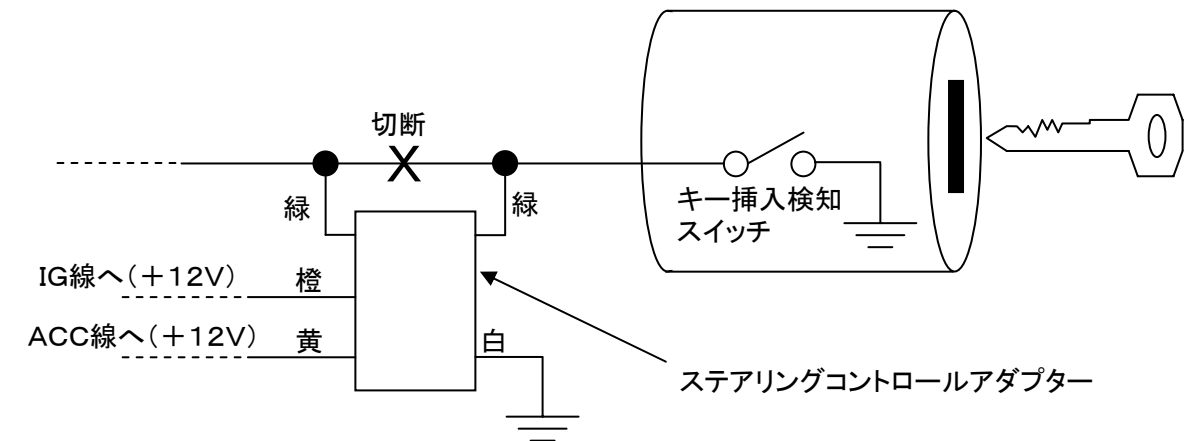 切断
緑
緑
キー挿入検知
スイッチ
IG線へ（＋１２V）
橙
ACC線へ（＋１２V）
黄
白
ステアリングコントロールアダプター